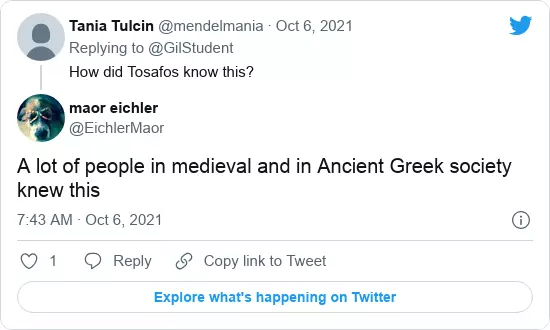 Tania Tulcin @mendelmania · Oct 6, 2021
Replying to @GilStudent
How did Tosafos know this?
maor eichler
@EichlerMaor
A lot of people in medieval and in Ancient Greek society
knew this
7:43 AM · Oct 6, 2021
1 Reply Copy link to Tweet
Explore what's happening on Twitter